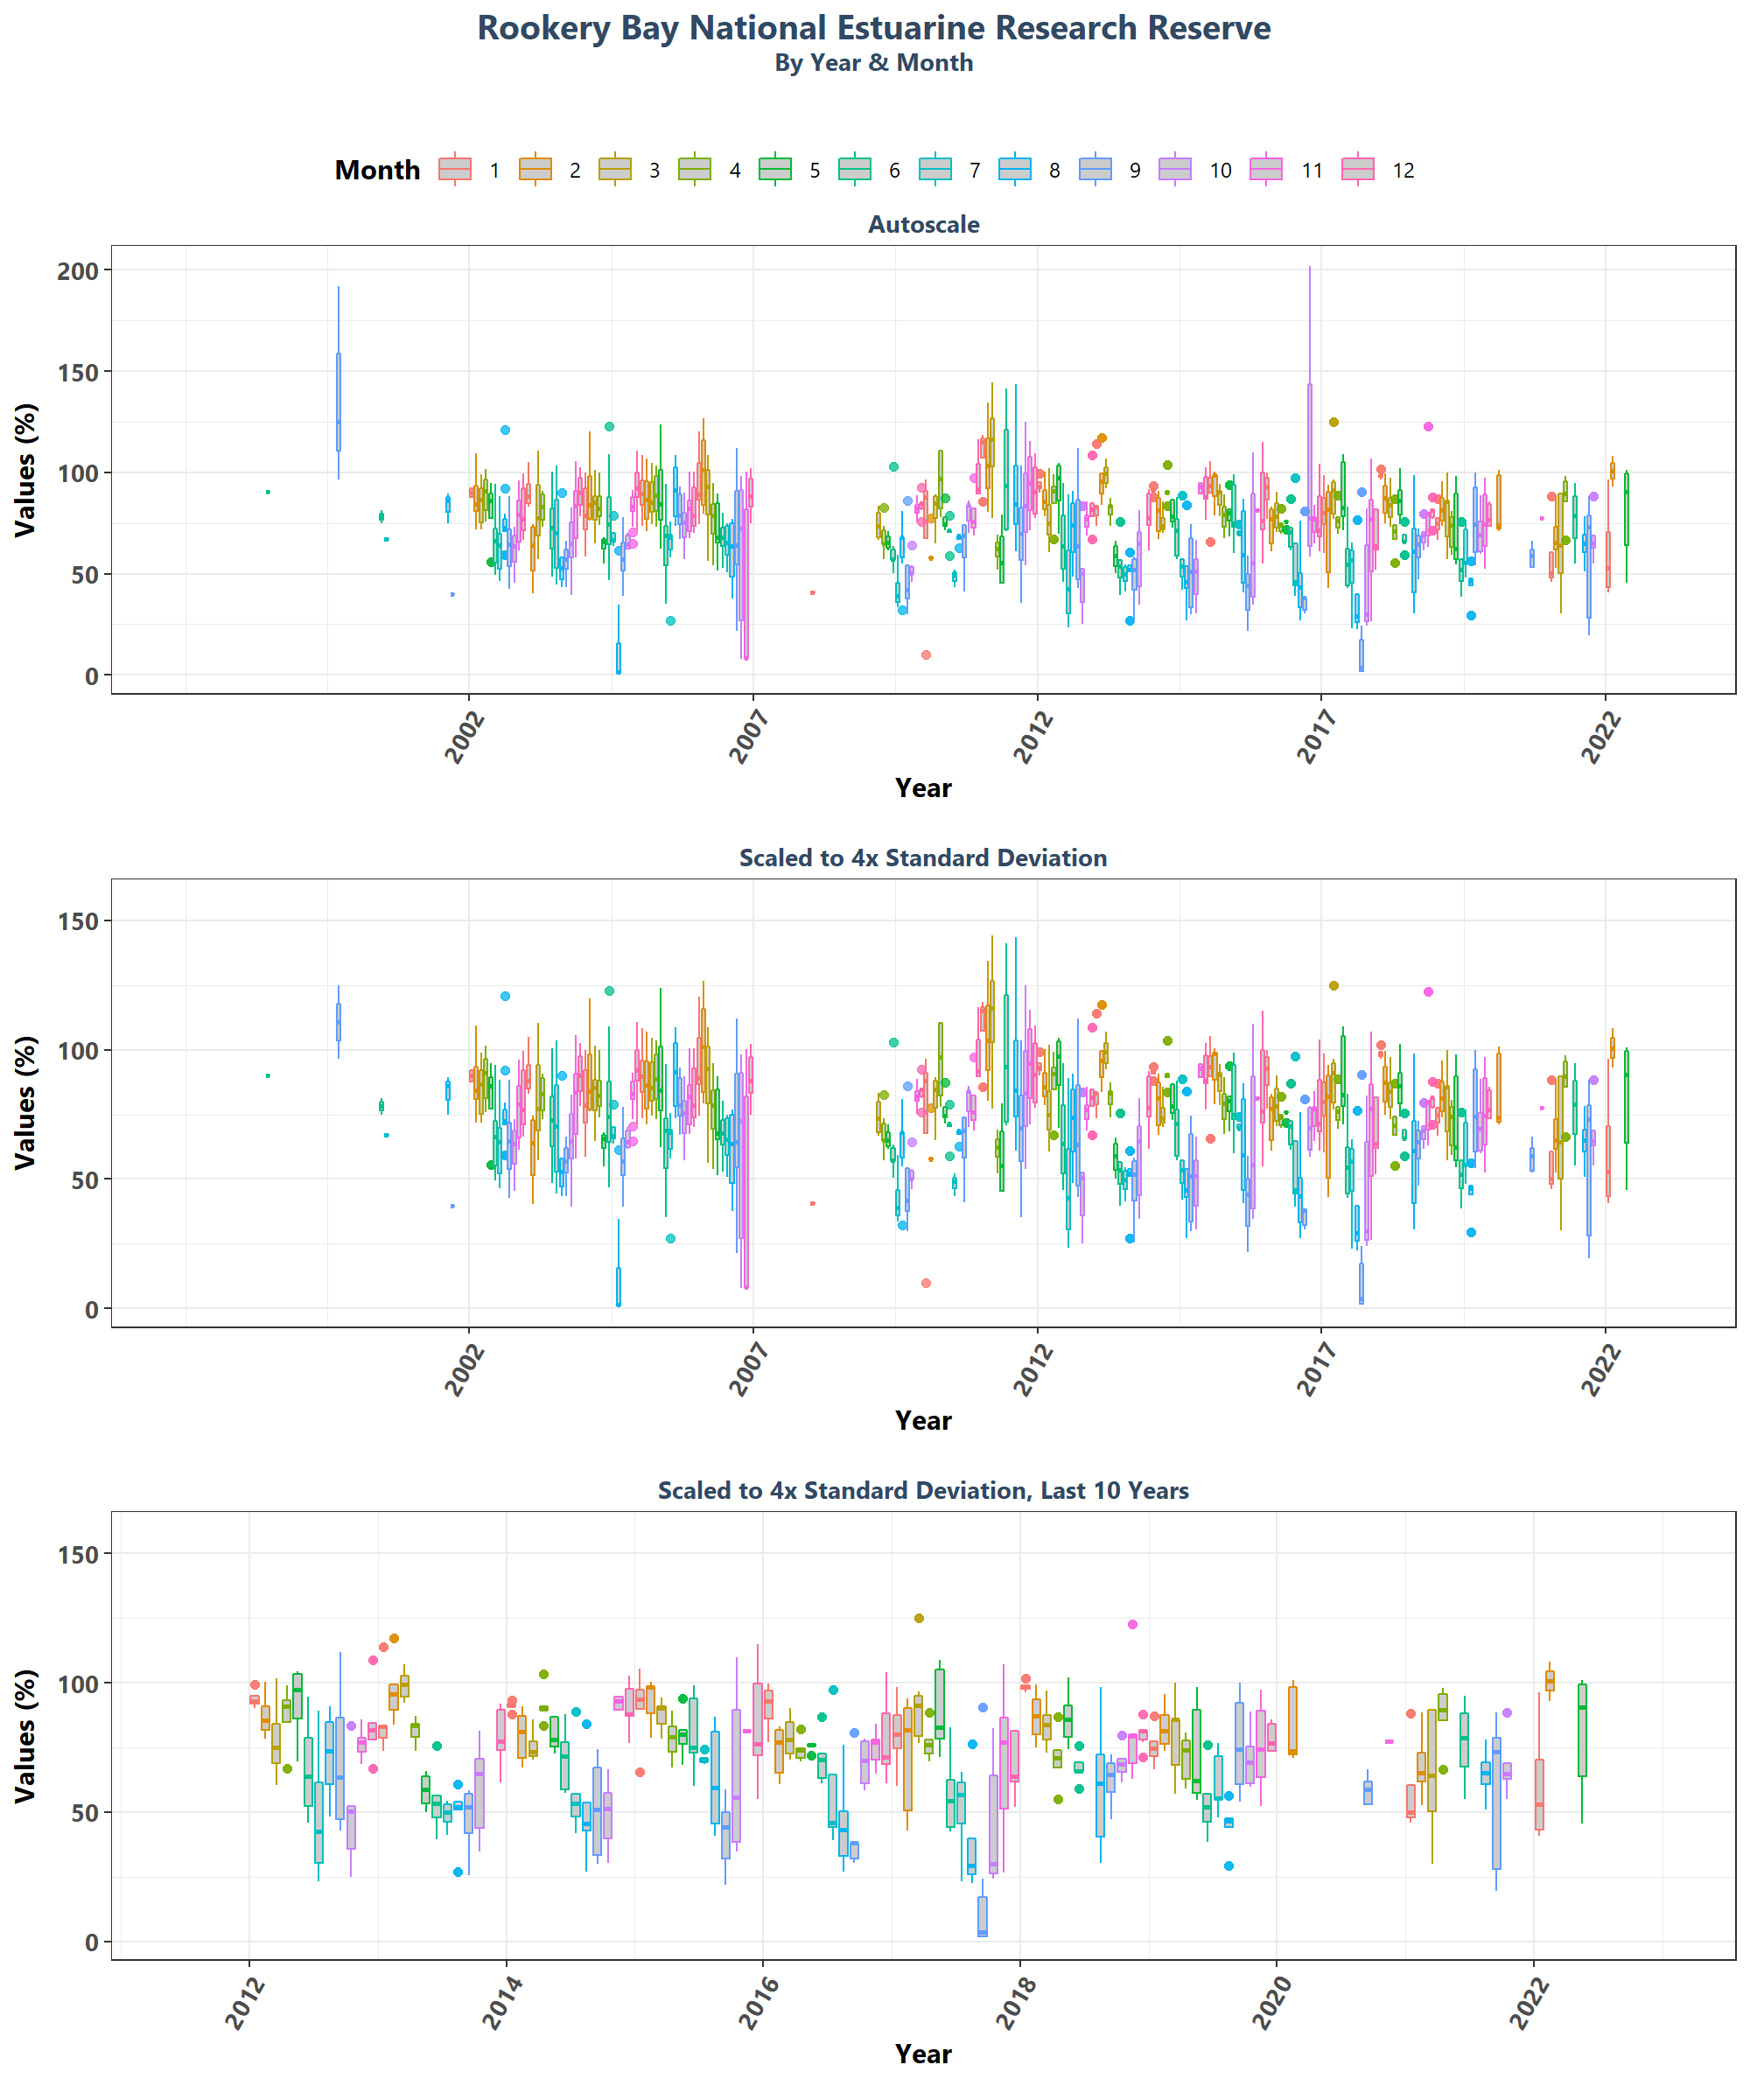 Rookery Bay National Estuarine Research Reserve
By Year & Month
Month 1 2 3 4 5 6 7 8 9 10 11 12
Autoscale
Values (%)
200
150
100
50
0
2002 2007 2012 2017 2022
Year
Scaled to 4x Standard Deviation
Values (%)
150
100
50
0
2002 2007 2012 2017 2022
Year
Scaled to 4x Standard Deviation, Last 10 Years
Values (%)
150
100
50
0
2012 2014 2016 2018 2020 2022
Year